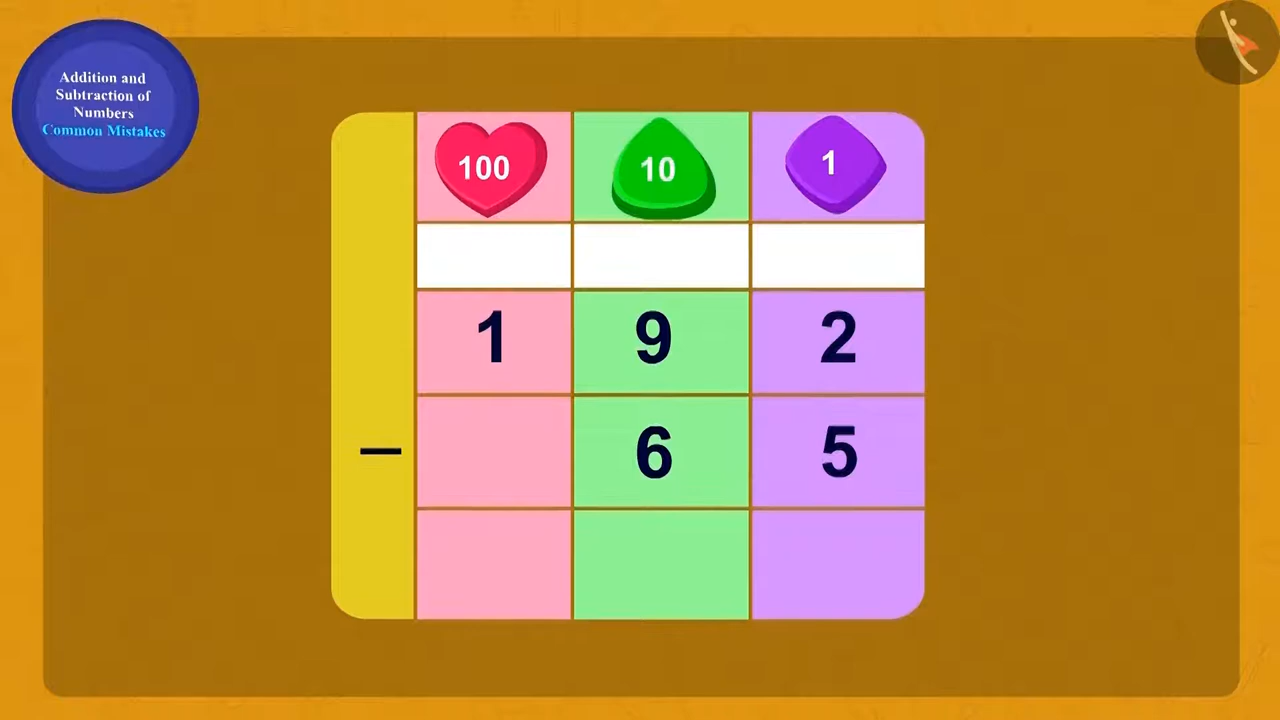 Addition and
Subtraction of
Numbers
Common Mistakes
100 10 1
1 9 2
– 6 5